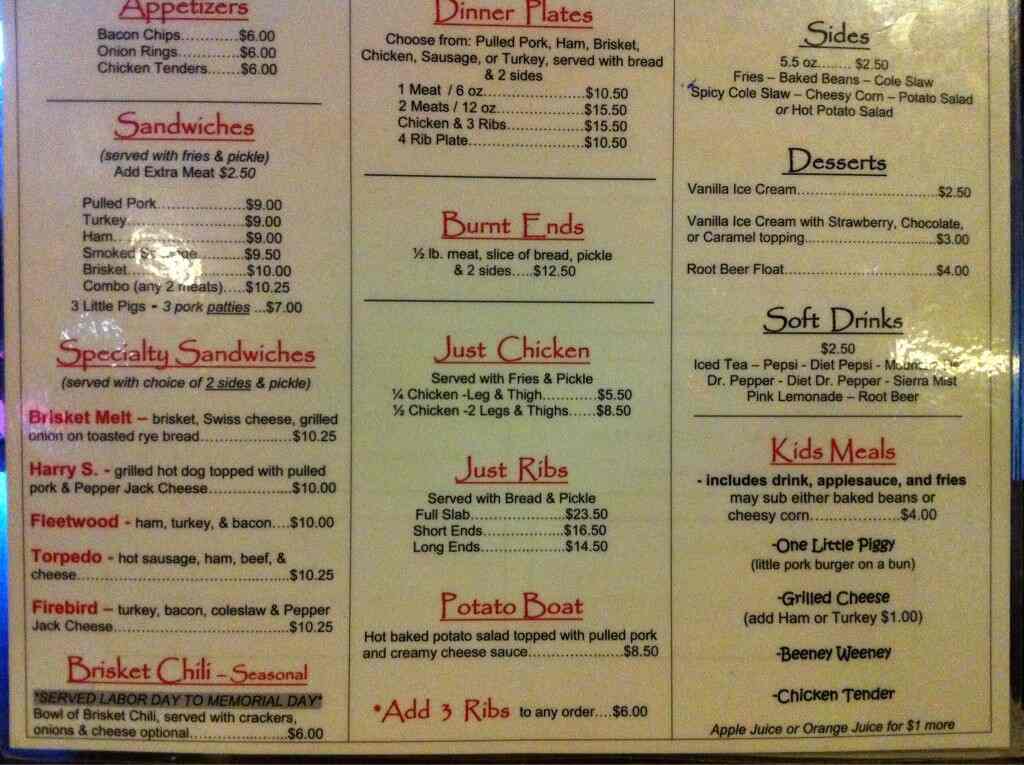 Appetizers
Bacon Chips............$6.00
Onion Rings............$6.00
Chicken Tenders.......$6.00
Sandwiches
(served with fries & pickle)
Add Extra Meat $2.50
Pulled Pork..................$9.00
Turkey........................$9.00
Ham..........................$9.00
Smoked ...........$9.50
Brisket........................$10.00
Combo (any 2 meats).....$10.25
3 Little Pigs - 3 pork patties ...$7.00
Specialty Sandwiches
(served with choice of 2 sides & pickle)
Brisket Melt – brisket, Swiss cheese, grilled
onion on toasted rye bread..................$10.25
Harry S. - grilled hot dog topped with pulled
pork & Pepper Jack Cheese..................$10.00
Fleetwood - ham, turkey, & bacon....$10.00
Torpedo - hot sausage, ham, beef, &
cheese..............................................$10.25
Firebird – turkey, bacon, coleslaw & Pepper
Jack Cheese......................................$10.25
Brisket Chili – Seasonal
*SERVED LABOR DAY TO MEMORIAL DAY*
Bowl of Brisket Chili, served with crackers,
onions & cheese optional.....................$6.00
Dinner Plates
Choose from: Pulled Pork, Ham, Brisket,
Chicken, Sausage, or Turkey, served with bread
& 2 sides
1 Meat / 6 oz.......................$10.50
2 Meats / 12 oz....................$15.50
Chicken & 3 Ribs..................$15.50
4 Rib Plate..........................$10.50
Burnt Ends
½ lb. meat, slice of bread, pickle
& 2 sides.....$12.50
Just Chicken
Served with Fries & Pickle
¼ Chicken -Leg & Thigh............$5.50
½ Chicken -2 Legs & Thighs......$8.50
Just Ribs
Served with Bread & Pickle
Full Slab...........................$23.50
Short Ends........................$16.50
Long Ends.........................$14.50
Potato Boat
Hot baked potato salad topped with pulled pork
and creamy cheese sauce.....................$8.50
*Add 3 Ribs to any order....$6.00
Sides
5.5 oz........ $2.50
Fries – Baked Beans – Cole Slaw
Spicy Cole Slaw – Cheesy Corn – Potato Salad
or Hot Potato Salad
Desserts
Vanilla Ice Cream................................$2.50
Vanilla Ice Cream with Strawberry, Chocolate,
or Caramel topping..............................$3.00
Root Beer Float...................................$4.00
Soft Drinks
$2.50
Iced Tea – Pepsi - Diet Pepsi -
Dr. Pepper - Diet Dr. Pepper - Sierra Mist
Pink Lemonade – Root Beer
Kids Meals
- includes drink, applesauce, and fries
may sub either baked beans or
cheesy corn.....................$4.00
-One Little Piggy
(little pork burger on a bun)
-Grilled Cheese
(add Ham or Turkey $1.00)
-Beeney Weeney
-Chicken Tender
Apple Juice or Orange Juice for $1 more